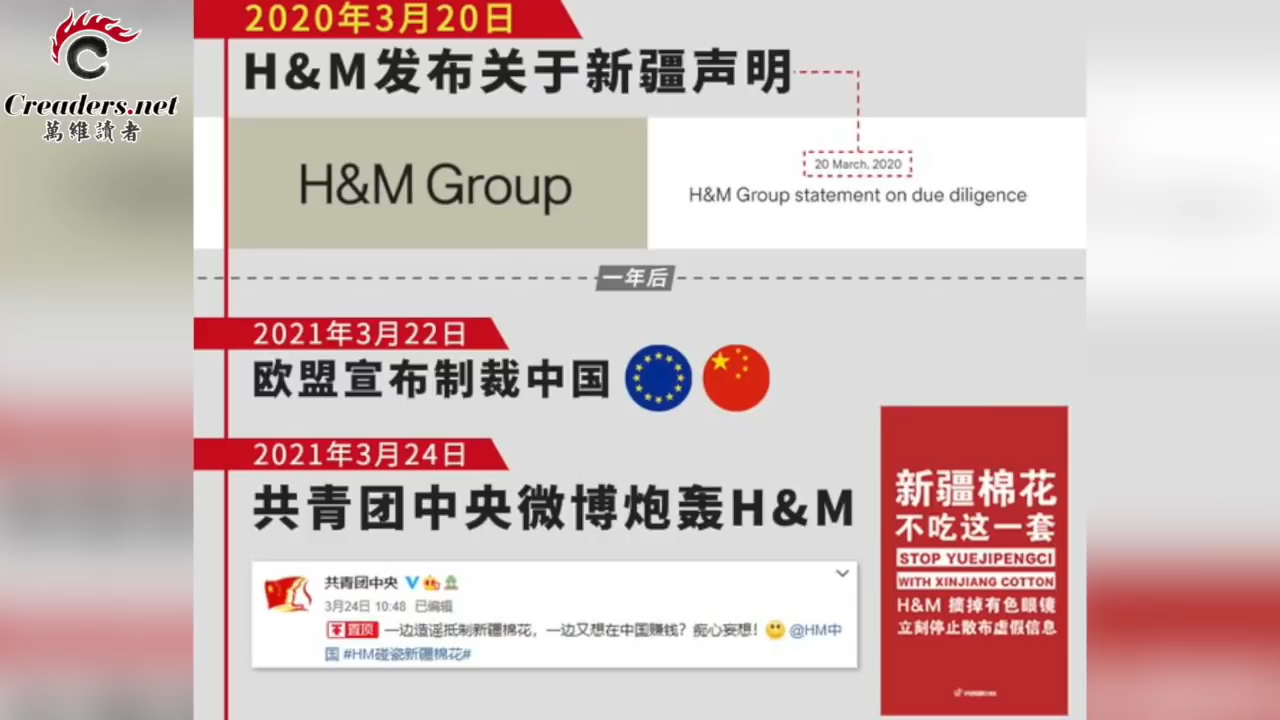 Creaders.net
萬維讀者
2020年3月20日
H&M发布关于新疆声明
H&M Group
20 March, 2020
H&M Group statement on due diligence
一年后
2021年3月22日
欧盟宣布制裁中国
2021年3月24日
共青团中央微博炮轰H&M
共青团中央
3月24日 10:48 已编辑
置顶 一边造谣抵制新疆棉花，一边又想在中国赚钱？痴心妄想！@HM中
国 #HM碰瓷新疆棉花#
新疆棉花
不吃这一套
STOP YUEJIPENGCI
WITH XINJIANG COTTON
H&M 摘掉有色眼镜
立刻停止散布虚假信息